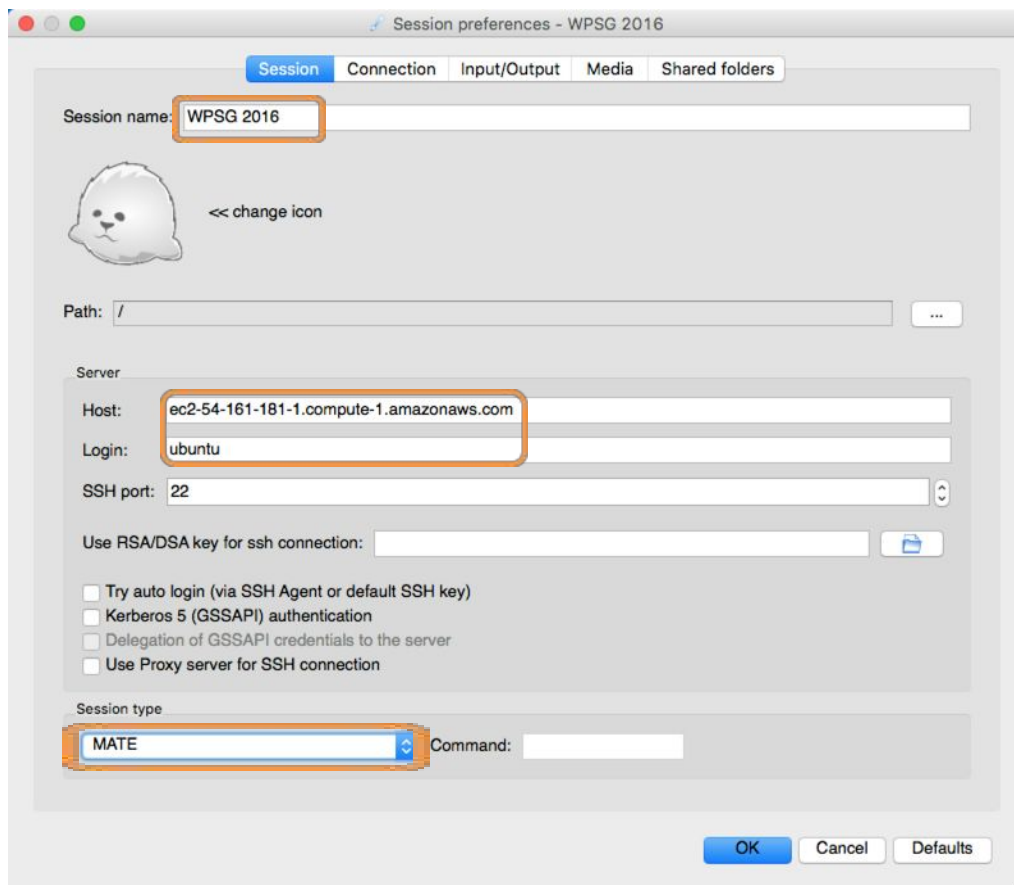 Session preferences - WPSG 2016
Session Connection Input/Output Media Shared folders
Session name: WPSG 2016
<< change icon
Path: / ...
Server
Host: ec2-54-161-181-1.compute-1.amazonaws.com
Login: ubuntu
SSH port: 22
Use RSA/DSA key for ssh connection:
Try auto login (via SSH Agent or default SSH key)
Kerberos 5 (GSSAPI) authentication
Delegation of GSSAPI credentials to the server
Use Proxy server for SSH connection
Session type
MATE Command:
OK Cancel Defaults